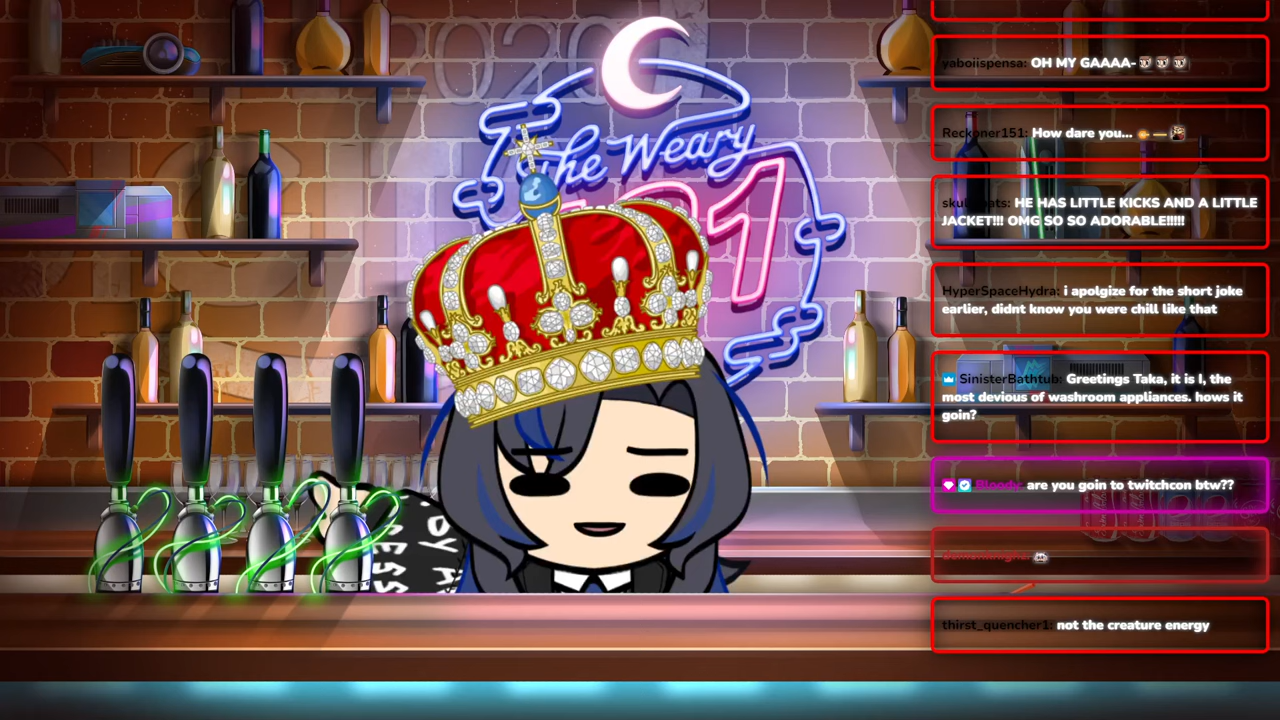 2020
The Weary
21
yaboiispensa: OH MY GAAAA-
Reckoner151: How dare you...
HE HAS LITTLE KICKS AND A LITTLE
JACKET!!! OMG SO SO ADORABLE!!!!!
HyperSpaceHydra: i apolgize for the short joke
earlier, didnt know you were chill like that
SinisterBathtub: Greetings Taka, it is I, the
most devious of washroom appliances. hows it
goin?
are you goin to twitchcon btw??
thirst_quencher1: not the creature energy